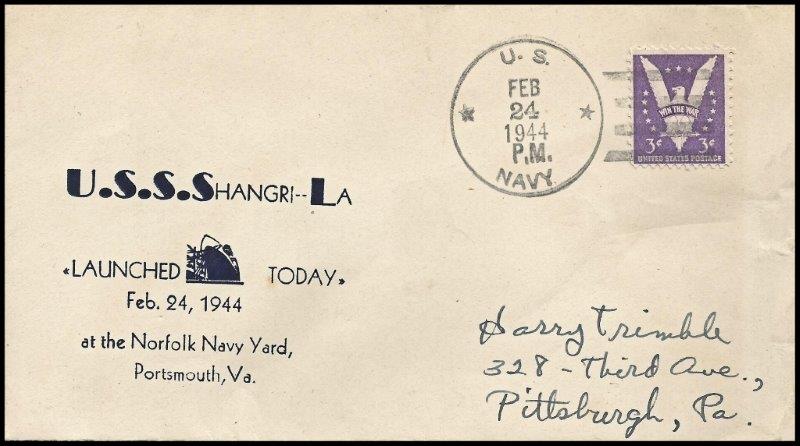 U. S.
FEB
24
1944
P.M.
NAVY
WIN THE WAR
3¢ 3¢
UNITED STATES POSTAGE
U.S.S.SHANGRI--LA
«LAUNCHED TODAY»
Feb. 24, 1944
at the Norfolk Navy Yard,
Portsmouth,Va.
Harry Trimble
328 - Third Ave.,
Pittsburgh, Pa.